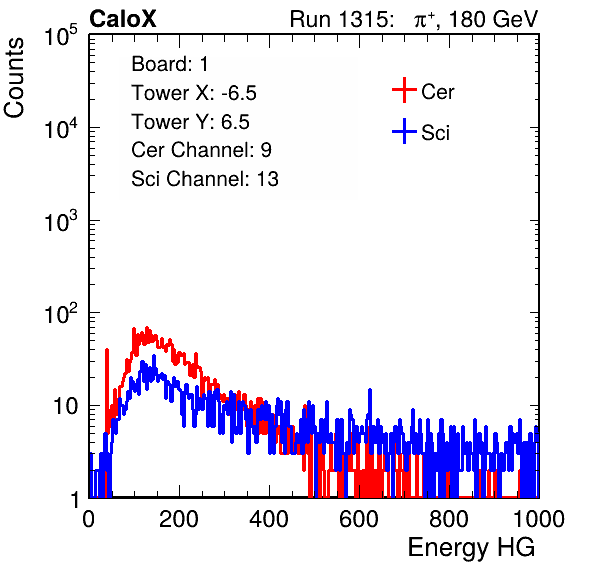 CaloX Run 1315: π⁺, 180 GeV
Counts
10⁵
10⁴
10³
10²
10
1
Board: 1
Tower X: -6.5
Tower Y: 6.5
Cer Channel: 9
Sci Channel: 13
Cer
Sci
0 200 400 600 800 1000
Energy HG